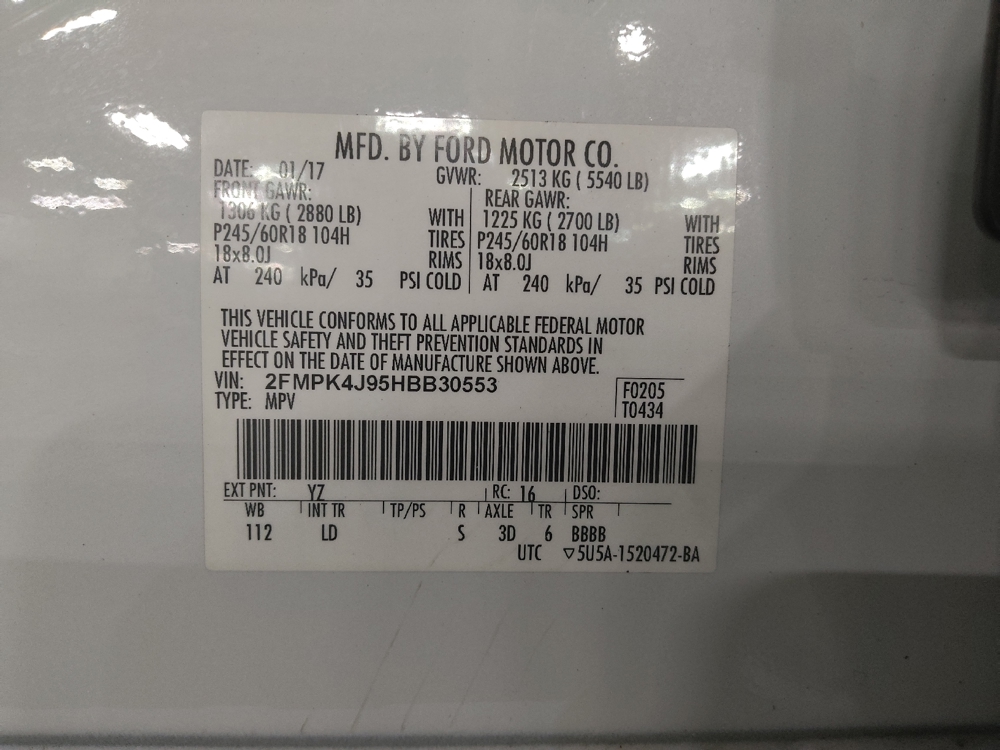 MFD. BY FORD MOTOR CO.
DATE: 01/17
GVWR: 2513 KG ( 5540 LB)
FRONT GAWR:
1306 KG ( 2880 LB) WITH
P245/60R18 104H TIRES
18x8.0J RIMS
AT 240 kPa/ 35 PSI COLD
REAR GAWR:
1225 KG ( 2700 LB) WITH
P245/60R18 104H TIRES
18x8.0J RIMS
AT 240 kPa/ 35 PSI COLD
THIS VEHICLE CONFORMS TO ALL APPLICABLE FEDERAL MOTOR
VEHICLE SAFETY AND THEFT PREVENTION STANDARDS IN
EFFECT ON THE DATE OF MANUFACTURE SHOWN ABOVE.
VIN: 2FMPK4J95HBB30553
TYPE: MPV
F0205
T0434
EXT PNT: YZ RC: 16 DSO:
WB INT TR TP/PS R AXLE TR SPR
112 LD S 3D 6 BBBB
UTC ▽5U5A-1520472-BA